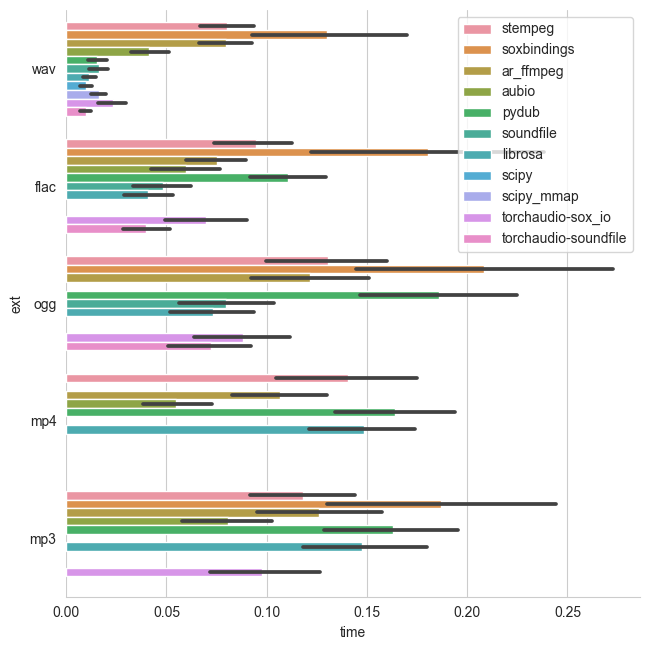 stempeg
soxbindings
ar_ffmpeg
aubio
pydub
soundfile
librosa
scipy
scipy_mmap
torchaudio-sox_io
torchaudio-soundfile
ext
wav
flac
ogg
mp4
mp3
0.00 0.05 0.10 0.15 0.20 0.25
time